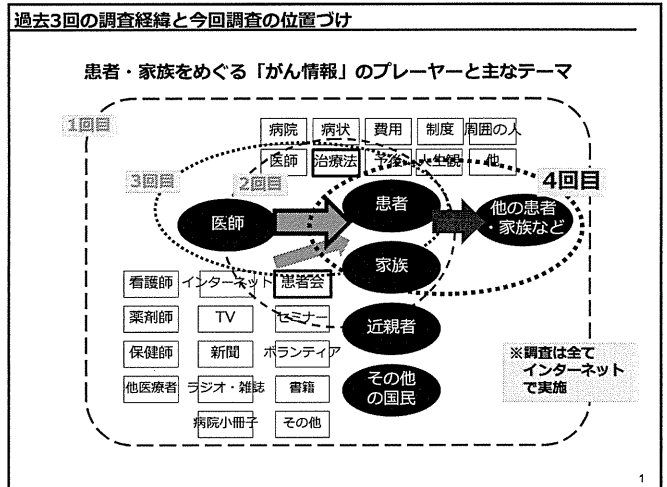 過去3回の調査経緯と今回調査の位置づけ
患者・家族をめぐる「がん情報」のプレーヤーと主なテーマ
1回目
病院 病状 費用 制度 周囲の人
医師 治療法 予後 人生観 他
3回目 2回目 4回目
医師
患者
他の患者
・家族など
家族
看護師 インターネット 患者会
薬剤師 TV セミナー
近親者
保健師 新聞 ボランティア
※調査は全て
インターネット
で実施
他医療者 ラジオ・雑誌 書籍
その他
の国民
病院小冊子 その他
1